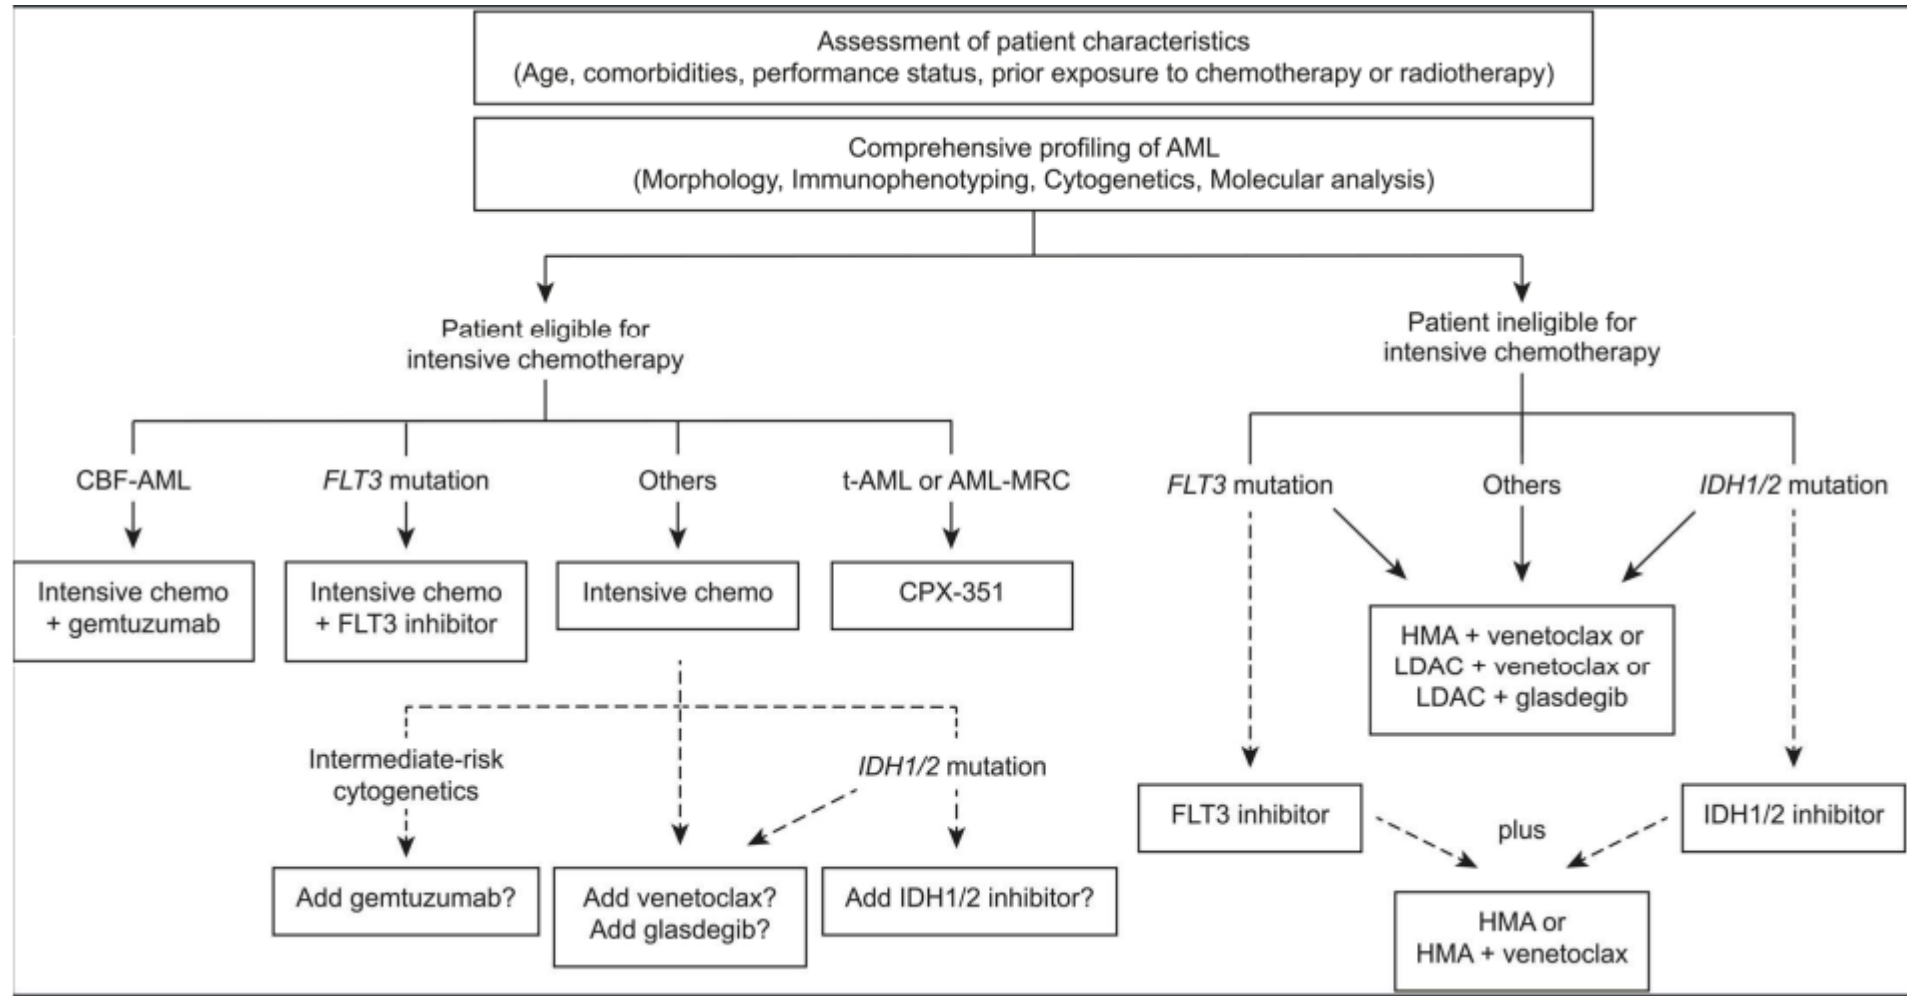 Assessment of patient characteristics
(Age, comorbidities, performance status, prior exposure to chemotherapy or radiotherapy)
Comprehensive profiling of AML
(Morphology, Immunophenotyping, Cytogenetics, Molecular analysis)
Patient eligible for
intensive chemotherapy
Patient ineligible for
intensive chemotherapy
CBF-AML
FLT3 mutation
Others
t-AML or AML-MRC
FLT3 mutation
Others
IDH1/2 mutation
Intensive chemo
+ gemtuzumab
Intensive chemo
+ FLT3 inhibitor
Intensive chemo
CPX-351
HMA + venetoclax or
LDAC + venetoclax or
LDAC + glasdegib
Intermediate-risk
cytogenetics
IDH1/2 mutation
FLT3 inhibitor
plus
IDH1/2 inhibitor
Add gemtuzumab?
Add venetoclax?
Add glasdegib?
Add IDH1/2 inhibitor?
HMA or
HMA + venetoclax